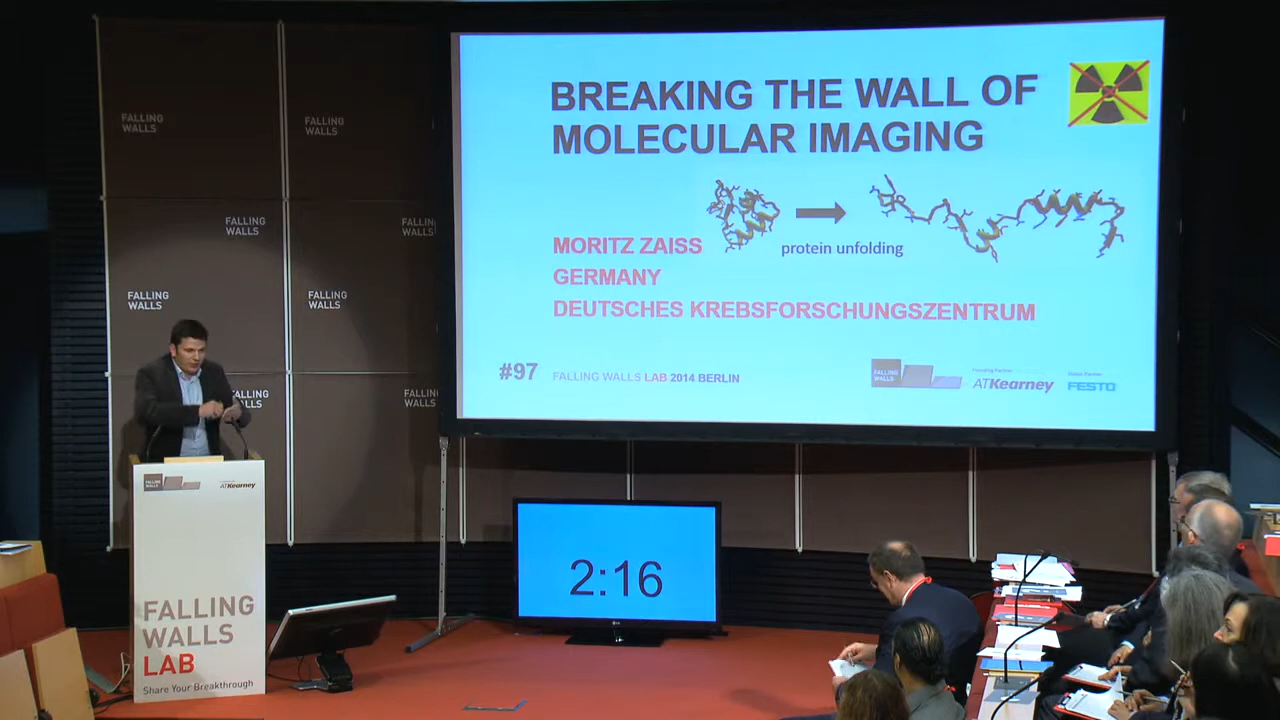 FALLING
WALLS
FALLING
WALLS
FALLING
WALLS
FALLING
WALLS
FALLING
WALLS
FALLING
WALLS
BREAKING THE WALL OF
MOLECULAR IMAGING
protein unfolding
MORITZ ZAISS
GERMANY
DEUTSCHES KREBSFORSCHUNGSZENTRUM
#97
FALLING WALLS LAB 2014 BERLIN
FALLING
WALLS
ATKearney
FESTO
FALLING
WALLS
FALLING
WALLS
ATKearney
2:16
FALLING
WALLS
LAB
Share Your Breakthrough